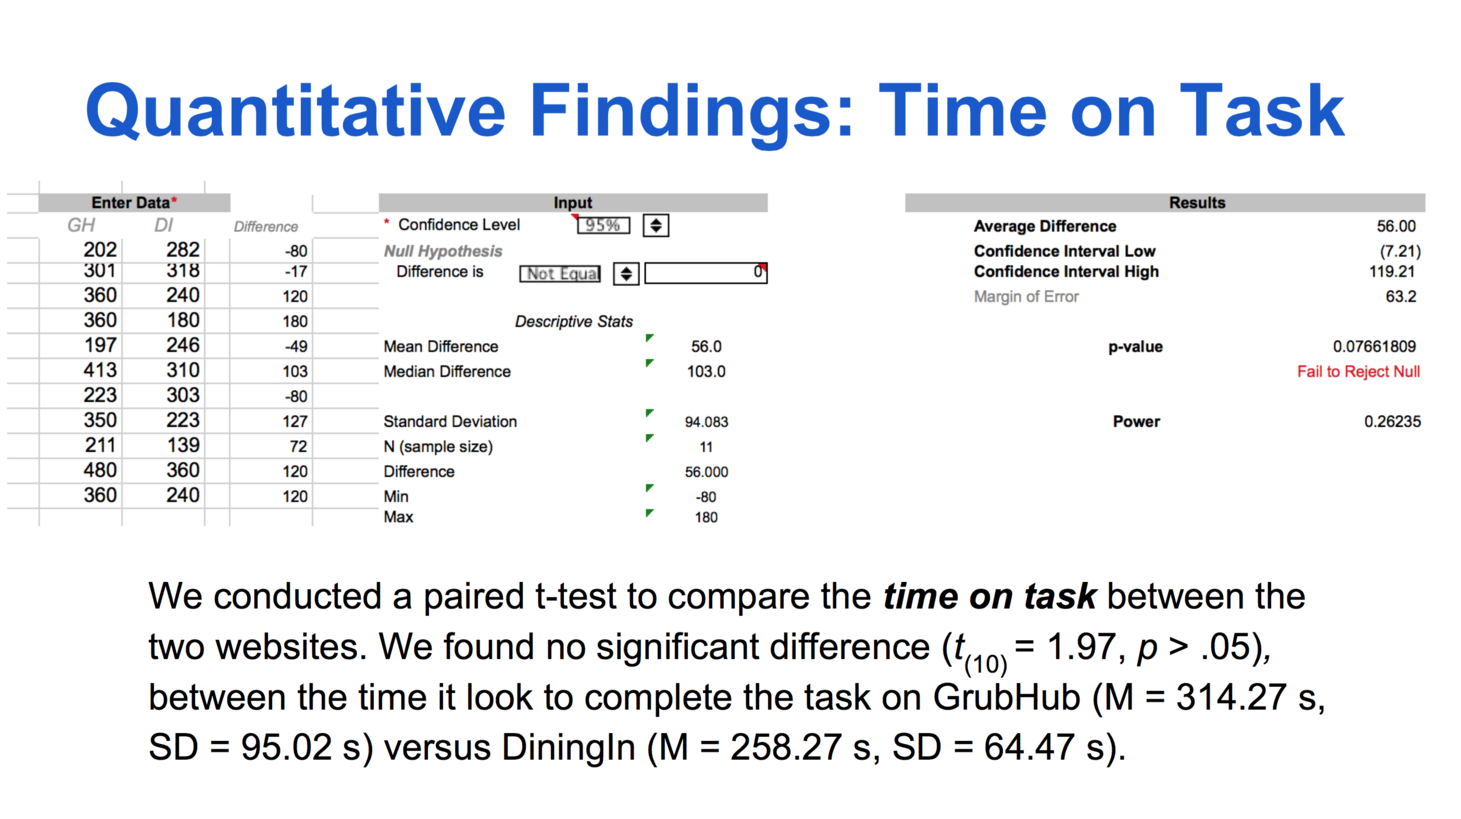 Quantitative Findings: Time on Task
Enter Data*
GH DI Difference
202 282 -80
301 318 -17
360 240 120
360 180 180
197 246 -49
413 310 103
223 303 -80
350 223 127
211 139 72
480 360 120
360 240 120
Input
* Confidence Level 95%
Null Hypothesis
Difference is Not Equal 0
Descriptive Stats
Mean Difference 56.0
Median Difference 103.0
Standard Deviation 94.083
N (sample size) 11
Difference 56.000
Min -80
Max 180
Results
Average Difference 56.00
Confidence Interval Low (7.21)
Confidence Interval High 119.21
Margin of Error 63.2
p-value 0.07661809
Fail to Reject Null
Power 0.26235
We conducted a paired t-test to compare the time on task between the
two websites. We found no significant difference (t(10) = 1.97, p > .05),
between the time it look to complete the task on GrubHub (M = 314.27 s,
SD = 95.02 s) versus DiningIn (M = 258.27 s, SD = 64.47 s).